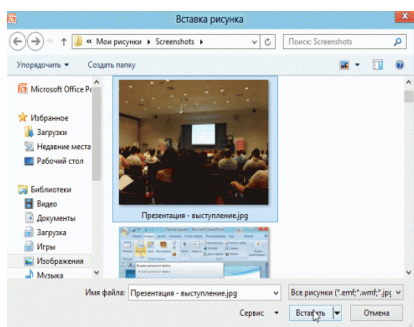 Вставка рисунка
« Мои рисунки ▸ Screenshots ▸
Поиск: Screenshots
Упорядочить
Создать папку
Microsoft Office Po
Избранное
Загрузки
Недавние места
Рабочий стол
Библиотеки
Видео
Документы
Загрузка
Игры
Изображения
Музыка
Презентация - выступление.jpg
Имя файла: Презентация - выступление.jpg
Все рисунки (*.emf;*.wmf;*.jpg
Сервис
Вставить
Отмена